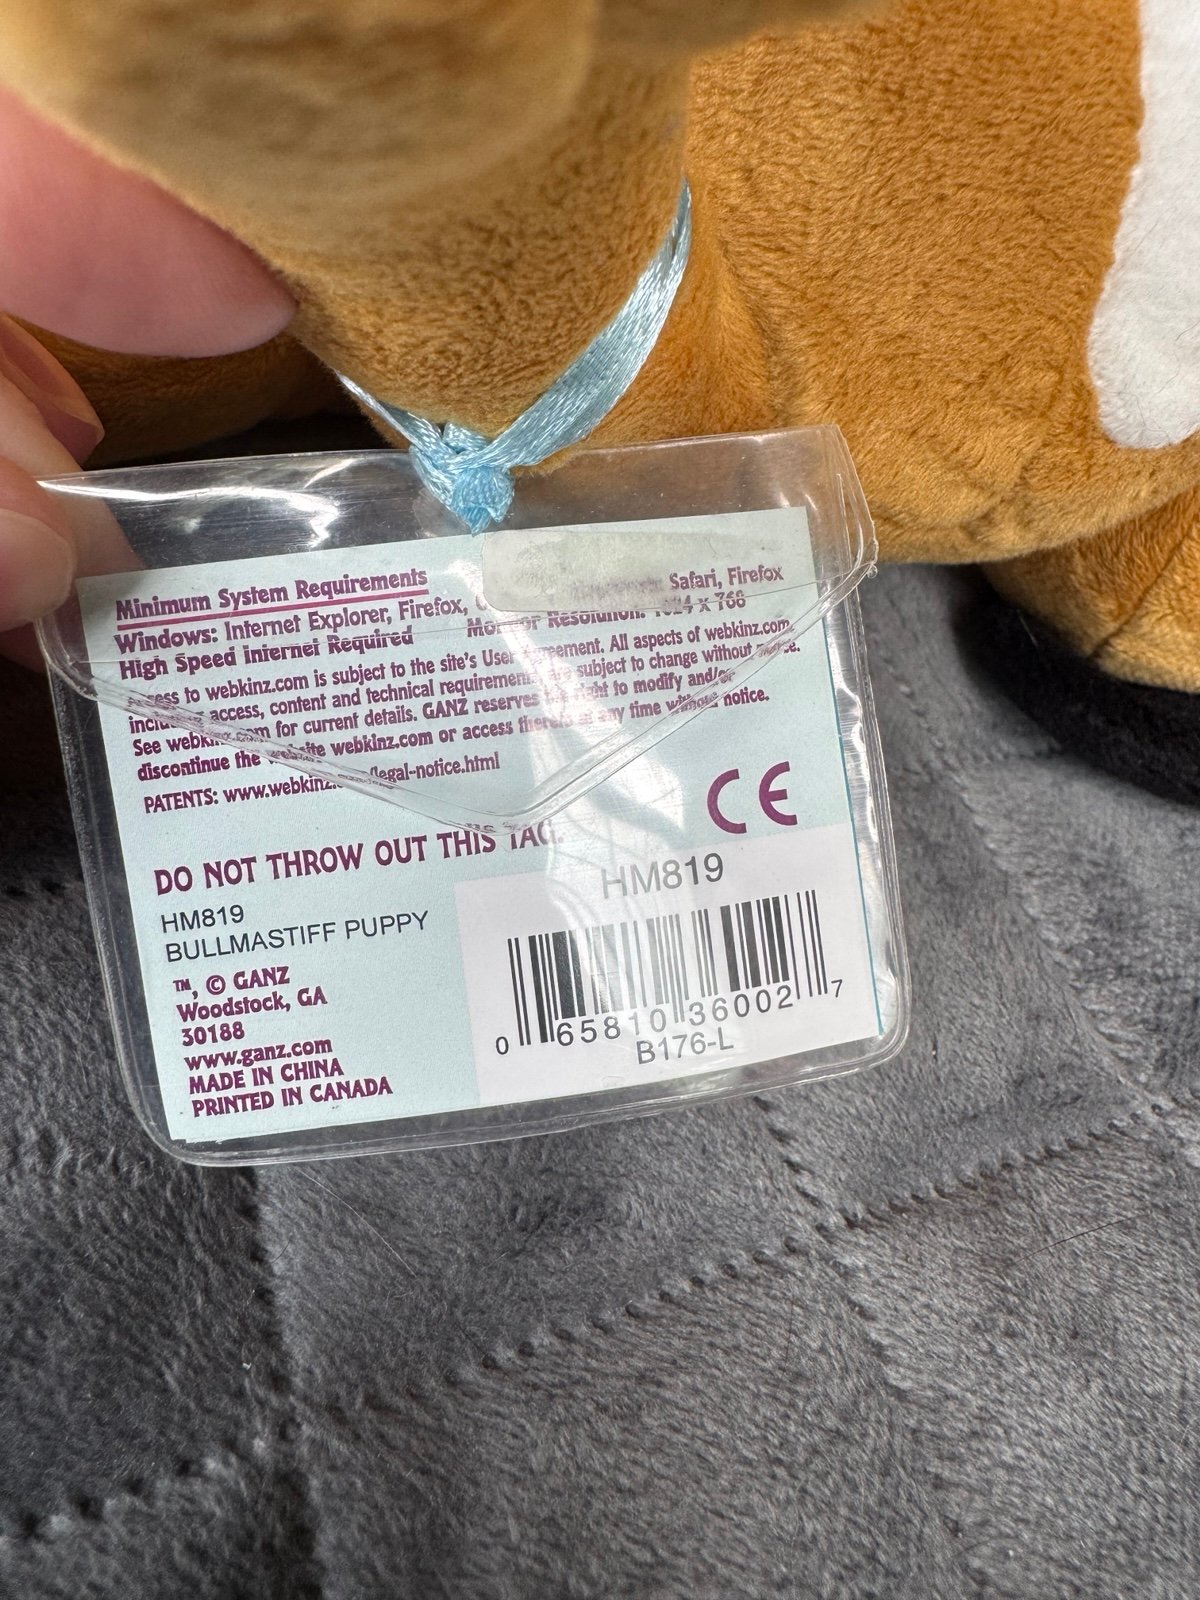 Minimum System Requirements
Windows: Internet Explorer, Firefox, Safari, Firefox
High Speed Internet Required Monitor Resolution: 1024 x 768
Access to webkinz.com is subject to the site's User Agreement. All aspects of webkinz.com,
including access, content and technical requirements are subject to change without notice.
See webkinz.com for current details. GANZ reserves the right to modify and/or
discontinue the website webkinz.com or access thereto at any time without notice.
PATENTS: www.webkinz.com/legal-notice.html
CE
DO NOT THROW OUT THIS TAG.
HM819
BULLMASTIFF PUPPY
™, © GANZ
Woodstock, GA
30188
www.ganz.com
MADE IN CHINA
PRINTED IN CANADA
HM819
0 65810 36002 7
B176-L